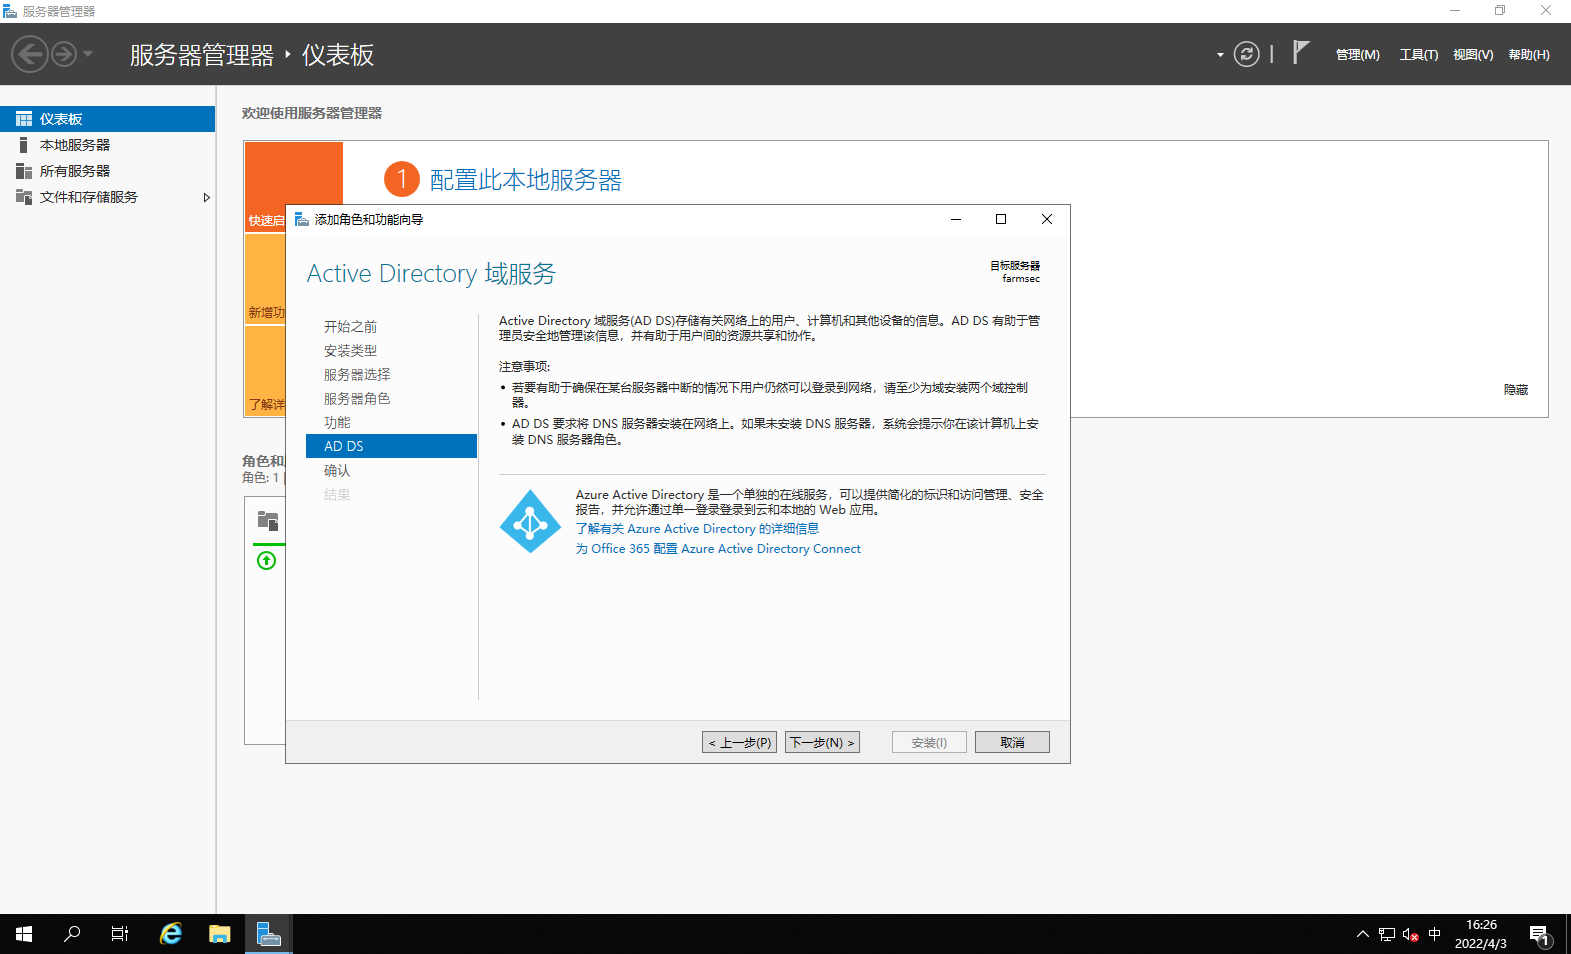 服务器管理器
服务器管理器 ‣ 仪表板
管理(M) 工具(T) 视图(V) 帮助(H)
仪表板
本地服务器
所有服务器
文件和存储服务
欢迎使用服务器管理器
1 配置此本地服务器
快速启
新增功
了解详
隐藏
角色和
角色: 1 |
添加角色和功能向导
Active Directory 域服务
目标服务器
farmsec
开始之前
安装类型
服务器选择
服务器角色
功能
AD DS
确认
结果
Active Directory 域服务(AD DS)存储有关网络上的用户、计算机和其他设备的信息。AD DS 有助于管
理员安全地管理该信息，并有助于用户间的资源共享和协作。
注意事项:
• 若要有助于确保在某台服务器中断的情况下用户仍然可以登录到网络，请至少为域安装两个域控制
器。
• AD DS 要求将 DNS 服务器安装在网络上。如果未安装 DNS 服务器，系统会提示你在该计算机上安
装 DNS 服务器角色。
Azure Active Directory 是一个单独的在线服务，可以提供简化的标识和访问管理、安全
报告，并允许通过单一登录登录到云和本地的 Web 应用。
了解有关 Azure Active Directory 的详细信息
为 Office 365 配置 Azure Active Directory Connect
< 上一步(P) 下一步(N) > 安装(I) 取消
中
16:26
2022/4/3
1